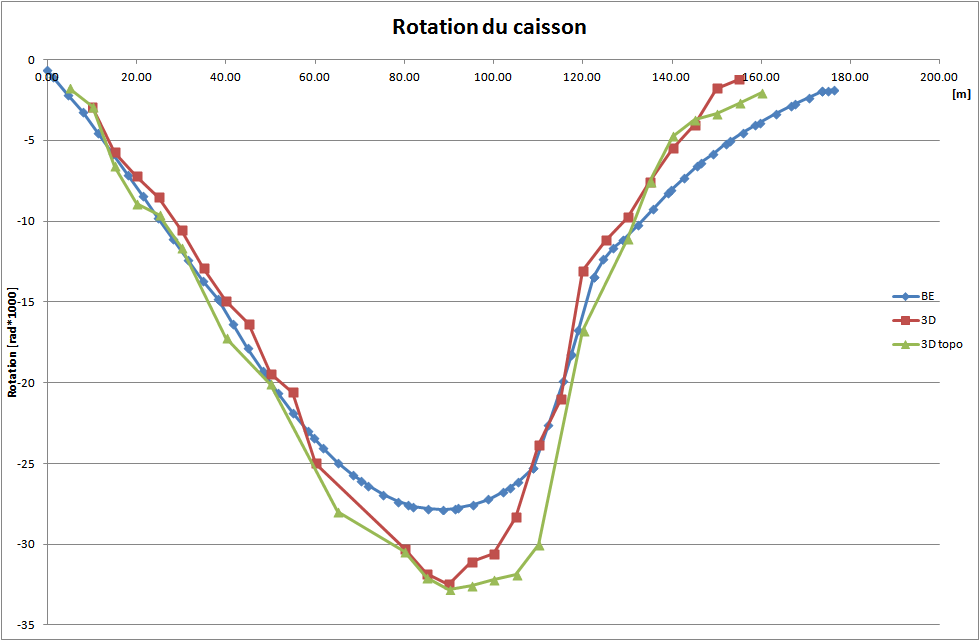 Rotation du caisson
0
0.00 20.00 40.00 60.00 80.00 100.00 120.00 140.00 160.00 180.00 200.00
[m]
-5
-10
-15
-20
-25
-30
-35
Rotation [rad*1000]
BE
3D
3D topo